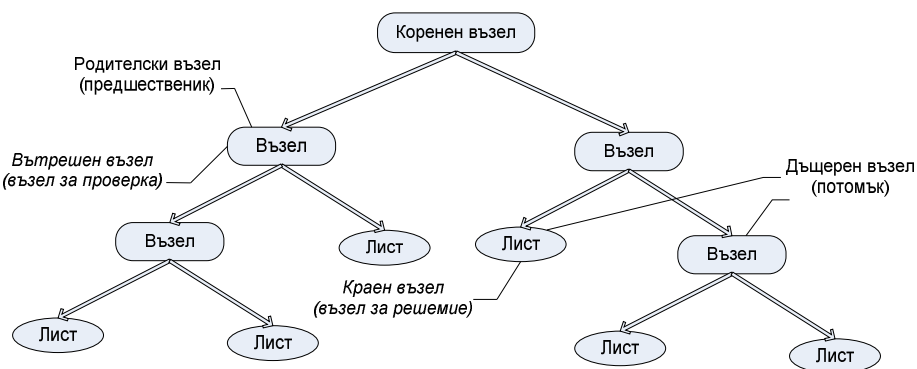 Коренен възел
Родителски възел
(предшественик)
Възел
Възел
Вътрешен възел
(възел за проверка)
Дъщерен възел
(потомък)
Възел
Лист
Лист
Възел
Краен възел
(възел за решемие)
Лист
Лист
Лист
Лист